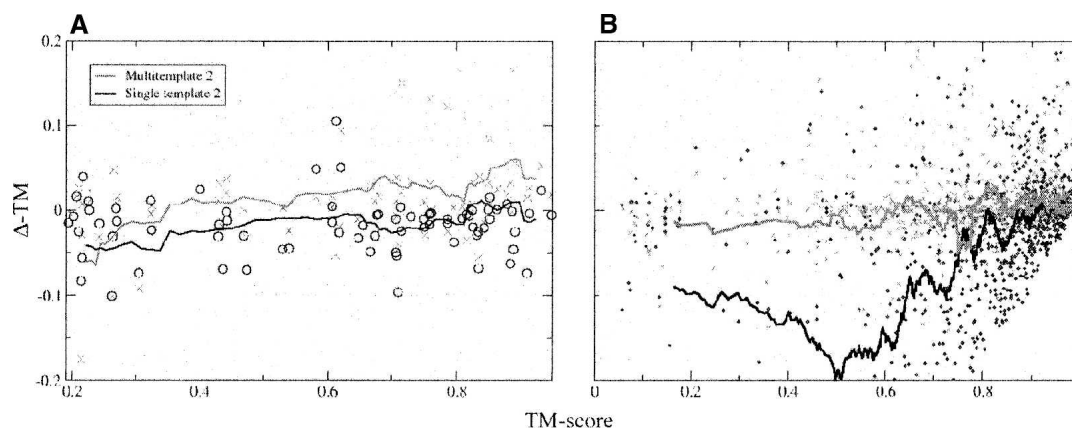 A
B
0.2
0.1
0
-0.1
-0.2
Δ-TM
Multitemplate 2
Single template 2
0.2 0.4 0.6 0.8
0 0.2 0.4 0.6 0.8
TM-score